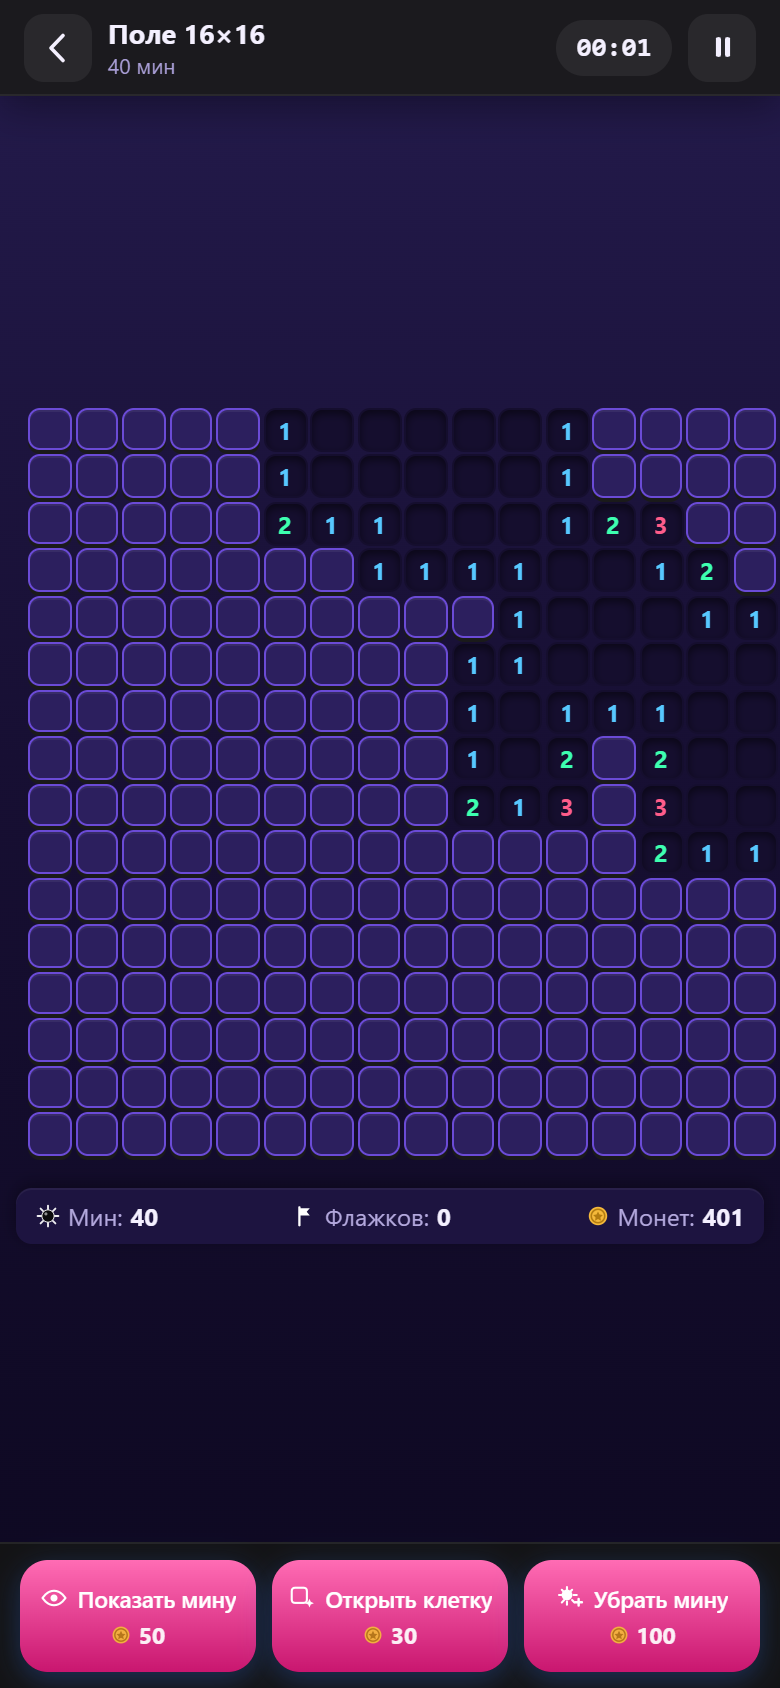 Поле 16×16
40 мин
00:01
1 1
1 1
2 1 1 1 2 3
1 1 1 1 1 2
1 1 1
1 1
1 1 1 1
1 2 2
2 1 3 3
2 1 1
Мин: 40 Флажков: 0 Монет: 401
Показать мину
50
Открыть клетку
30
Убрать мину
100